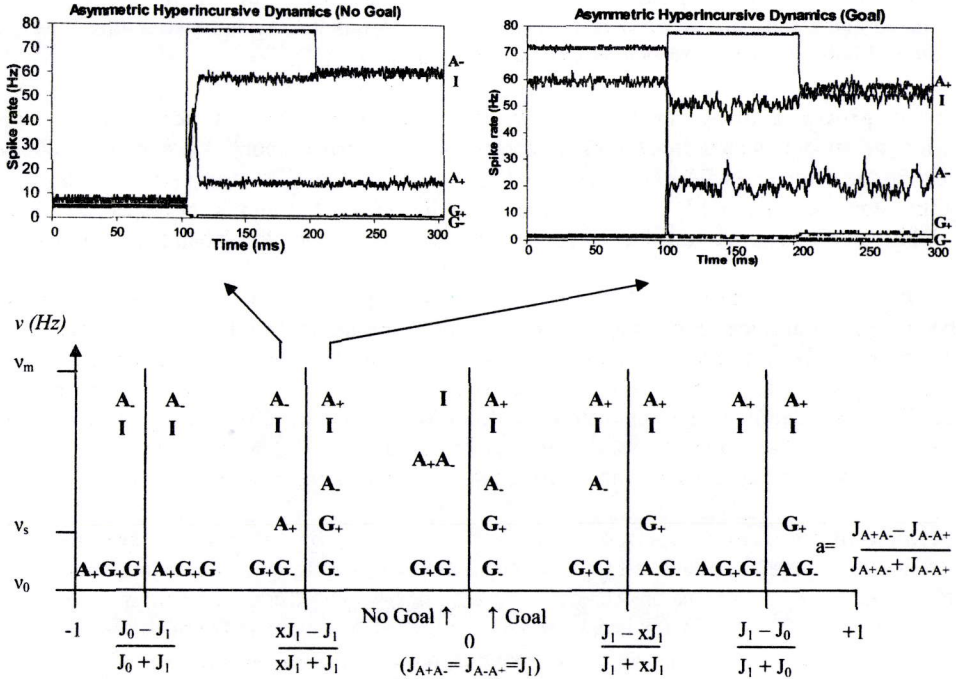 Asymmetric Hyperincursive Dynamics (No Goal)
80
70
60
50
40
30
20
10
0
Spike rate (Hz)
A-
I
A+
G+
G-
0 50 100 150 200 250 300
Time (ms)
Asymmetric Hyperincursive Dynamics (Goal)
80
70
60
50
40
30
20
10
0
Spike rate (Hz)
A+
I
A-
G+
G-
0 50 100 150 200 250 300
Time (ms)
ν (Hz)
νm
A- A- A- A+ I A+ A+ A+ A+ A+
I I I I I I I I I
A+A-
A- A- A-
νs A+ G+ G+ G+ G+
a= JA+A- – JA-A+
JA+A- + JA-A+
ν0 A+G+G A+G+G G+G- G- G+G- G- G+G- A-G- A-G+G- A-G-
No Goal ↑ ↑ Goal
-1 J0 – J1 xJ1 – J1 0 J1 – xJ1 J1 – J0 +1
J0 + J1 xJ1 + J1 (JA+A-= JA-A+=J1) J1 + xJ1 J1 + J0